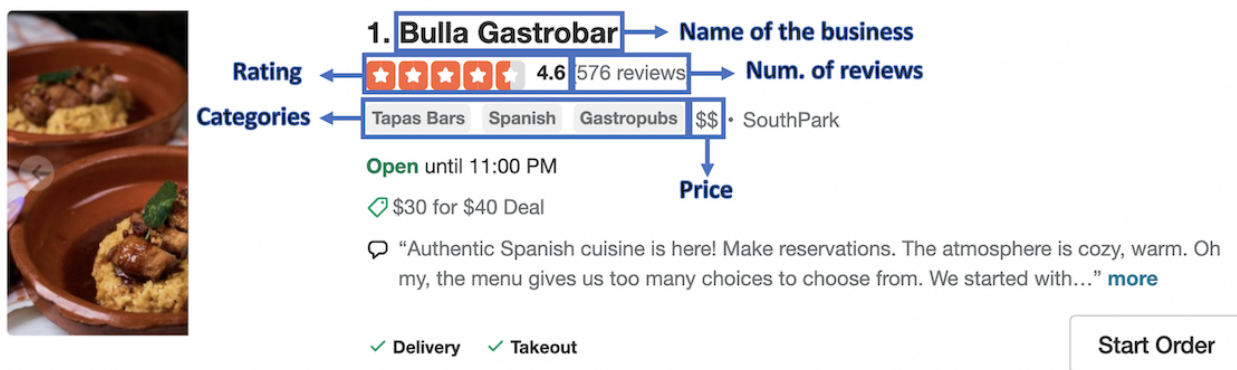 1. Bulla Gastrobar Name of the business
Rating 4.6 576 reviews Num. of reviews
Categories Tapas Bars Spanish Gastropubs $$ • SouthPark
Open until 11:00 PM
Price
$30 for $40 Deal
“Authentic Spanish cuisine is here! Make reservations. The atmosphere is cozy, warm. Oh
my, the menu gives us too many choices to choose from. We started with…” more
Delivery Takeout
Start Order